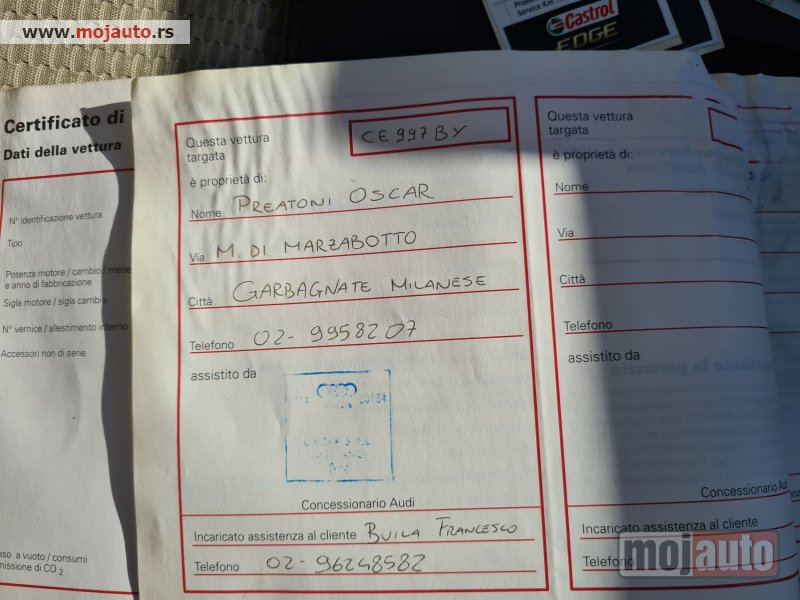 www.mojauto.rs
Service Km
Castrol
EDGE
Certificato di
Dati della vettura
N° identificazione vettura
Tipo
Potenza motore / cambio / mese
e anno di fabbricazione
Sigla motore / sigla cambio
N° vernice / allestimento interno
Accessori non di serie
a vuoto / consumi
CO2
Questa vettura
targata
CE 997 BY
è proprietà di:
Nome PREATONI OSCAR
Via M. DI MARZABOTTO
Città GARBAGNATE MILANESE
Telefono 02-9958207
assistito da
Concessionario Audi
Incaricato assistenza al cliente BUILA FRANCESCO
Telefono 02-96248582
Questa vettura
targata
è proprietà di:
Nome
Via
Città
Telefono
assistito da
Concessionario Audi
Incaricato assistenza al cliente
Telefono
mojauto